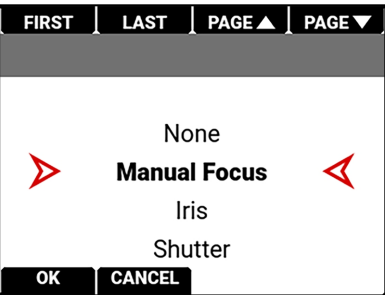 FIRST LAST PAGE▲ PAGE▼
None
Manual Focus
Iris
Shutter
OK CANCEL